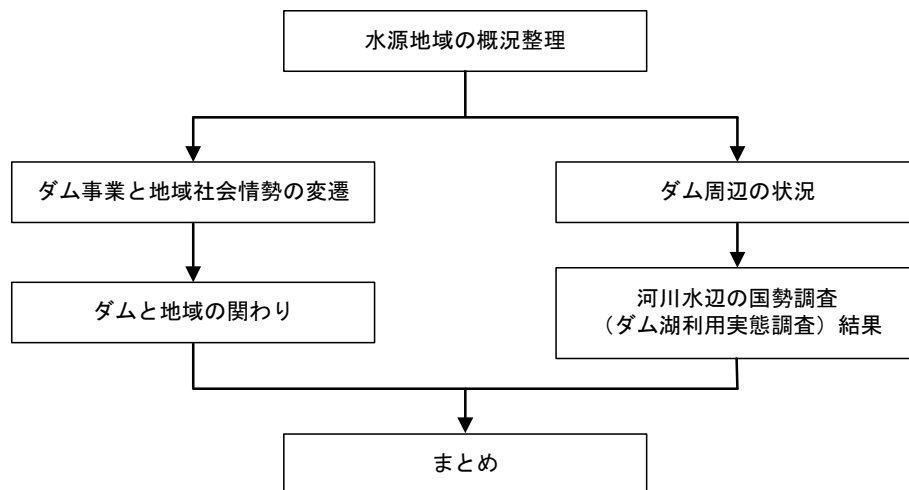 水源地域の概況整理
ダム事業と地域社会情勢の変遷
ダム周辺の状況
ダムと地域の関わり
河川水辺の国勢調査
（ダム湖利用実態調査）結果
まとめ